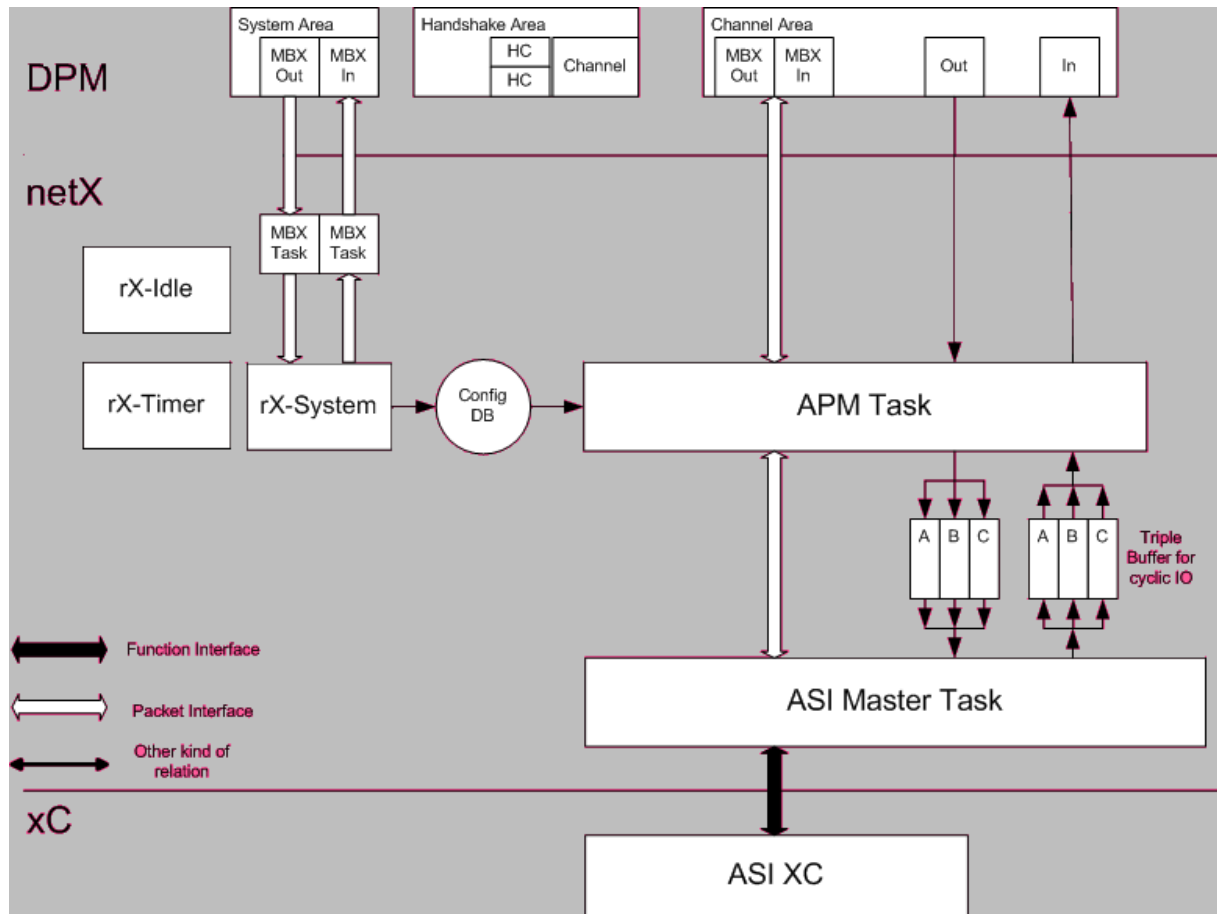 System Area
Handshake Area
Channel Area
DPM
MBX
Out
MBX
In
HC
HC
Channel
MBX
Out
MBX
In
Out
In
netX
MBX
Task
MBX
Task
rX-Idle
rX-Timer
rX-System
Config
DB
APM Task
A
B
C
A
B
C
Triple
Buffer for
cyclic IO
Function Interface
Packet Interface
Other kind of
relation
ASI Master Task
xC
ASI XC